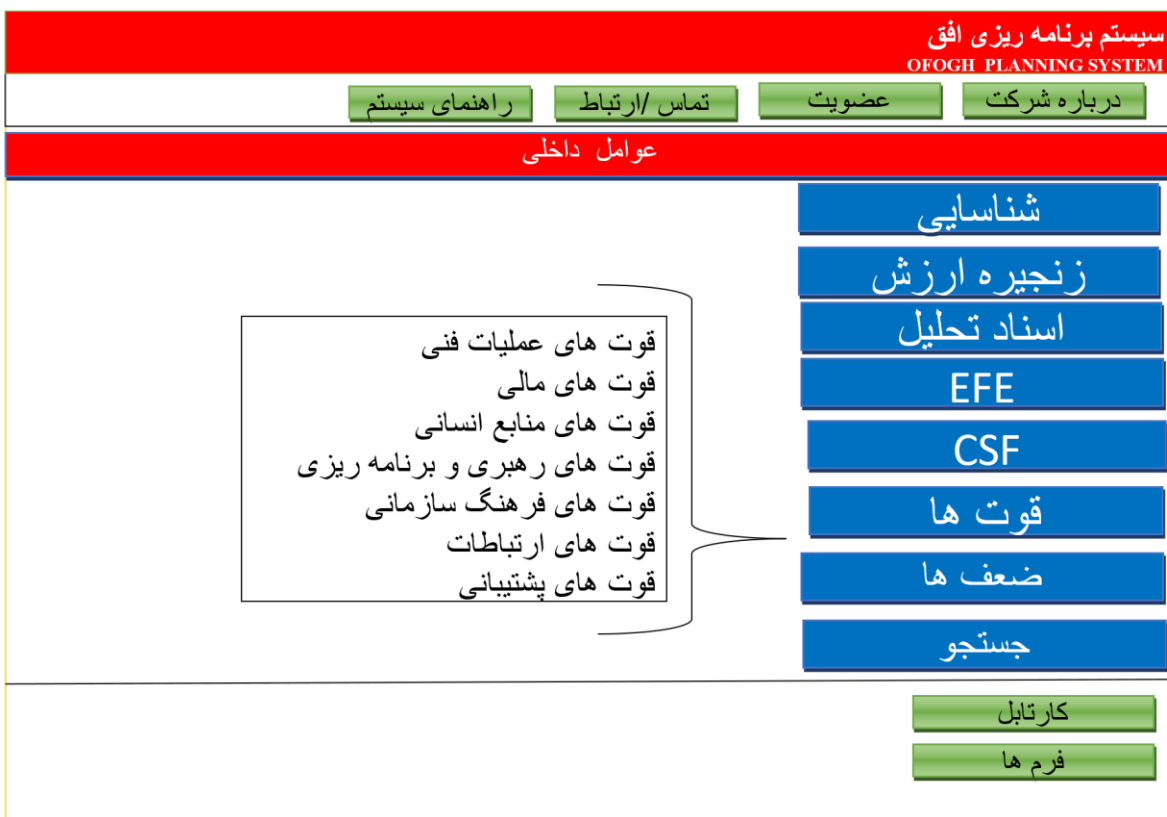 سیستم برنامه ریزی افق
OFOGH PLANNING SYSTEM
درباره شرکت
عضویت
تماس /ارتباط
راهنمای سیستم
عوامل داخلی
شناسایی
زنجیره ارزش
اسناد تحلیل
EFE
CSF
قوت ها
قوت های عملیات فنی
قوت های مالی
قوت های منابع انسانی
قوت های رهبری و برنامه ریزی
قوت های فرهنگ سازمانی
قوت های ارتباطات
قوت های پشتیبانی
ضعف ها
جستجو
کارتابل
فرم ها